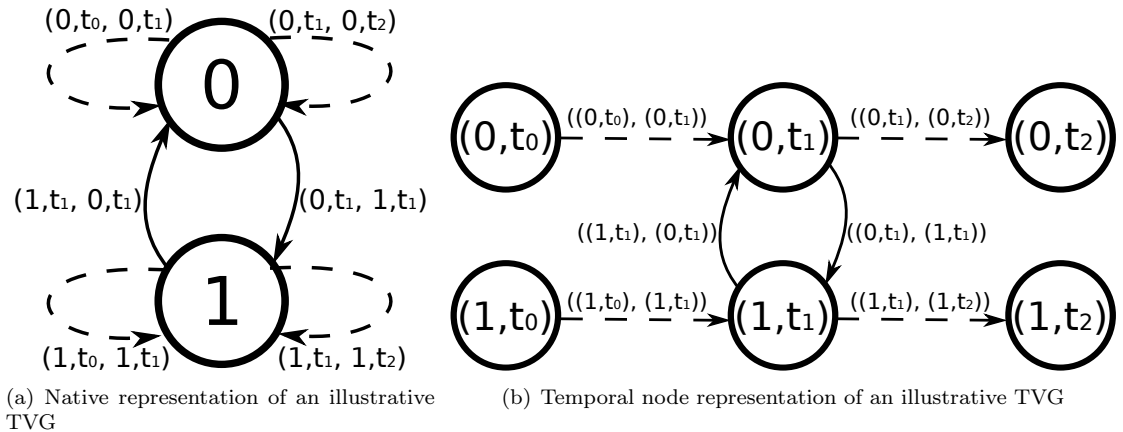 (0,t₀, 0,t₁) (0,t₁, 0,t₂)
0
(1,t₁, 0,t₁) (0,t₁, 1,t₁)
1
(1,t₀, 1,t₁) (1,t₁, 1,t₂)
(a) Native representation of an illustrative
TVG
((0,t₀), (0,t₁)) ((0,t₁), (0,t₂))
(0,t₀) (0,t₁) (0,t₂)
((1,t₁), (0,t₁)) ((0,t₁), (1,t₁))
((1,t₀), (1,t₁)) ((1,t₁), (1,t₂))
(1,t₀) (1,t₁) (1,t₂)
(b) Temporal node representation of an illustrative TVG